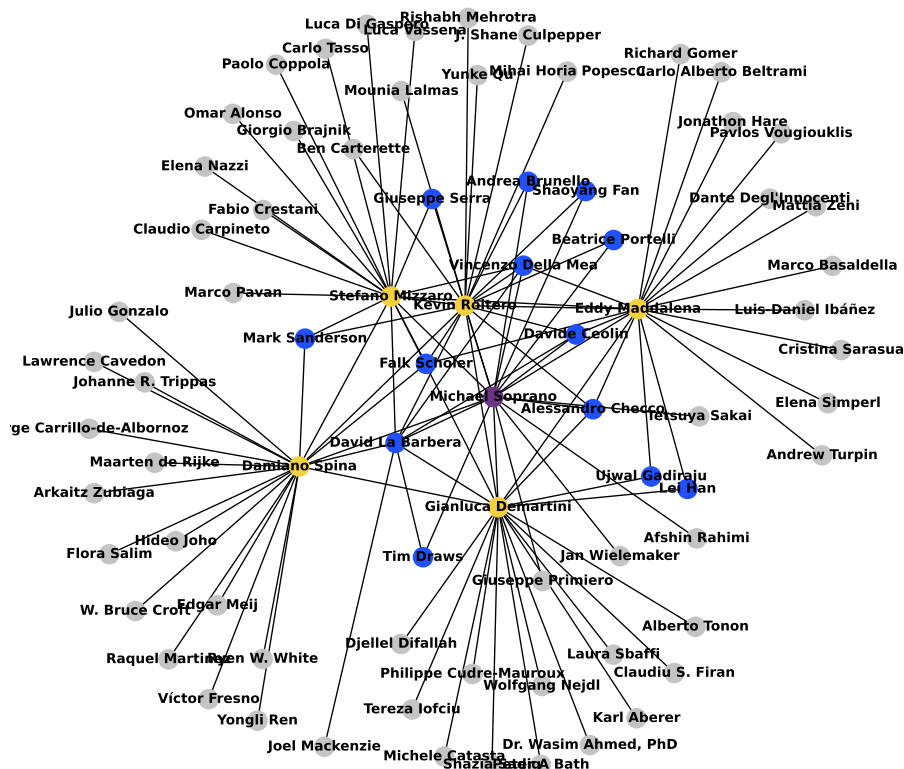 Rishabh Mehrotra
Luca Di Gaspero
Luca Vassena
J. Shane Culpepper
Carlo Tasso
Richard Gomer
Paolo Coppola
Yunke Qu
Mihai Horia Popescu
Carlo Alberto Beltrami
Mounia Lalmas
Omar Alonso
Jonathon Hare
Giorgio Brajnik
Pavlos Vougiouklis
Ben Carterette
Elena Nazzi
Andrea Brunello
Shaoyang Fan
Giuseppe Serra
Dante Degl'Innocenti
Mattia Zeni
Fabio Crestani
Claudio Carpineto
Beatrice Portelli
Vincenzo Della Mea
Marco Basaldella
Marco Pavan
Stefano Mizzaro
Kevin Roitero
Eddy Maddalena
Luis-Daniel Ibáñez
Julio Gonzalo
Mark Sanderson
Davide Ceolin
Cristina Sarasua
Lawrence Cavedon
Falk Scholer
Johanne R. Trippas
Michael Soprano
Elena Simperl
Alessandro Checco
Tetsuya Sakai
rge Carrillo-de-Albornoz
David La Barbera
Andrew Turpin
Maarten de Rijke
Damiano Spina
Ujwal Gadiraju
Lei Han
Arkaitz Zubiaga
Gianluca Demartini
Hideo Joho
Afshin Rahimi
Flora Salim
Tim Draws
Jan Wielemaker
Giuseppe Primiero
Edgar Meij
W. Bruce Croft
Alberto Tonon
Djellel Difallah
Laura Sbaffi
Raquel Martínez
Ryen W. White
Philippe Cudre-Mauroux
Claudiu S. Firan
Wolfgang Nejdl
Víctor Fresno
Tereza Iofciu
Yongli Ren
Karl Aberer
Joel Mackenzie
Dr. Wasim Ahmed, PhD
Michele Catasta
Peter A Bath